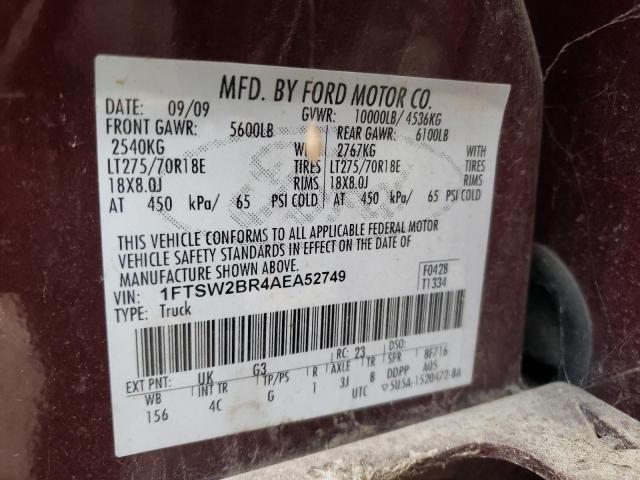 MFD. BY FORD MOTOR CO.
DATE: 09/09 GVWR: 10000LB/ 4536KG
FRONT GAWR: 5600LB REAR GAWR: 6100LB
2540KG WITH 2767KG WITH
LT275/70R18E TIRES LT275/70R18E TIRES
18X8.0J RIMS 18X8.0J RIMS
AT 450 kPa/ 65 PSI COLD AT 450 kPa/ 65 PSI COLD
THIS VEHICLE CONFORMS TO ALL APPLICABLE FEDERAL MOTOR
VEHICLE SAFETY STANDARDS IN EFFECT ON THE DATE OF
MANUFACTURE SHOWN ABOVE.
VIN: 1FTSW2BR4AEA52749 F0428
TYPE: Truck T1334
EXT PNT: UK G3 RC: 23 DSO:
WB INT TR TP/PS R AXLE TR SPR 8F716
156 4C G 1 3J B DDPP A05
UTC ▽5U5A-1520472-BA